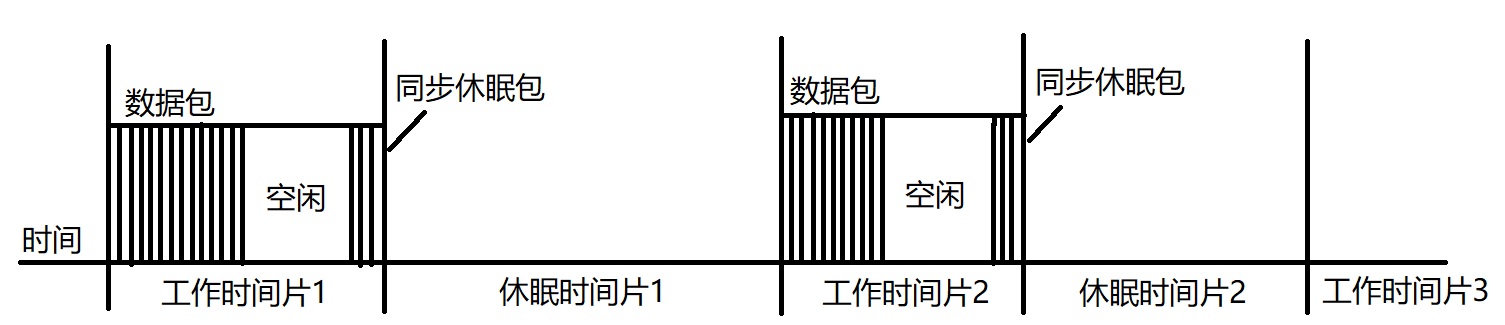 数据包
同步休眠包
数据包
同步休眠包
空闲
空闲
时间
工作时间片1
休眠时间片1
工作时间片2
休眠时间片2
工作时间片3